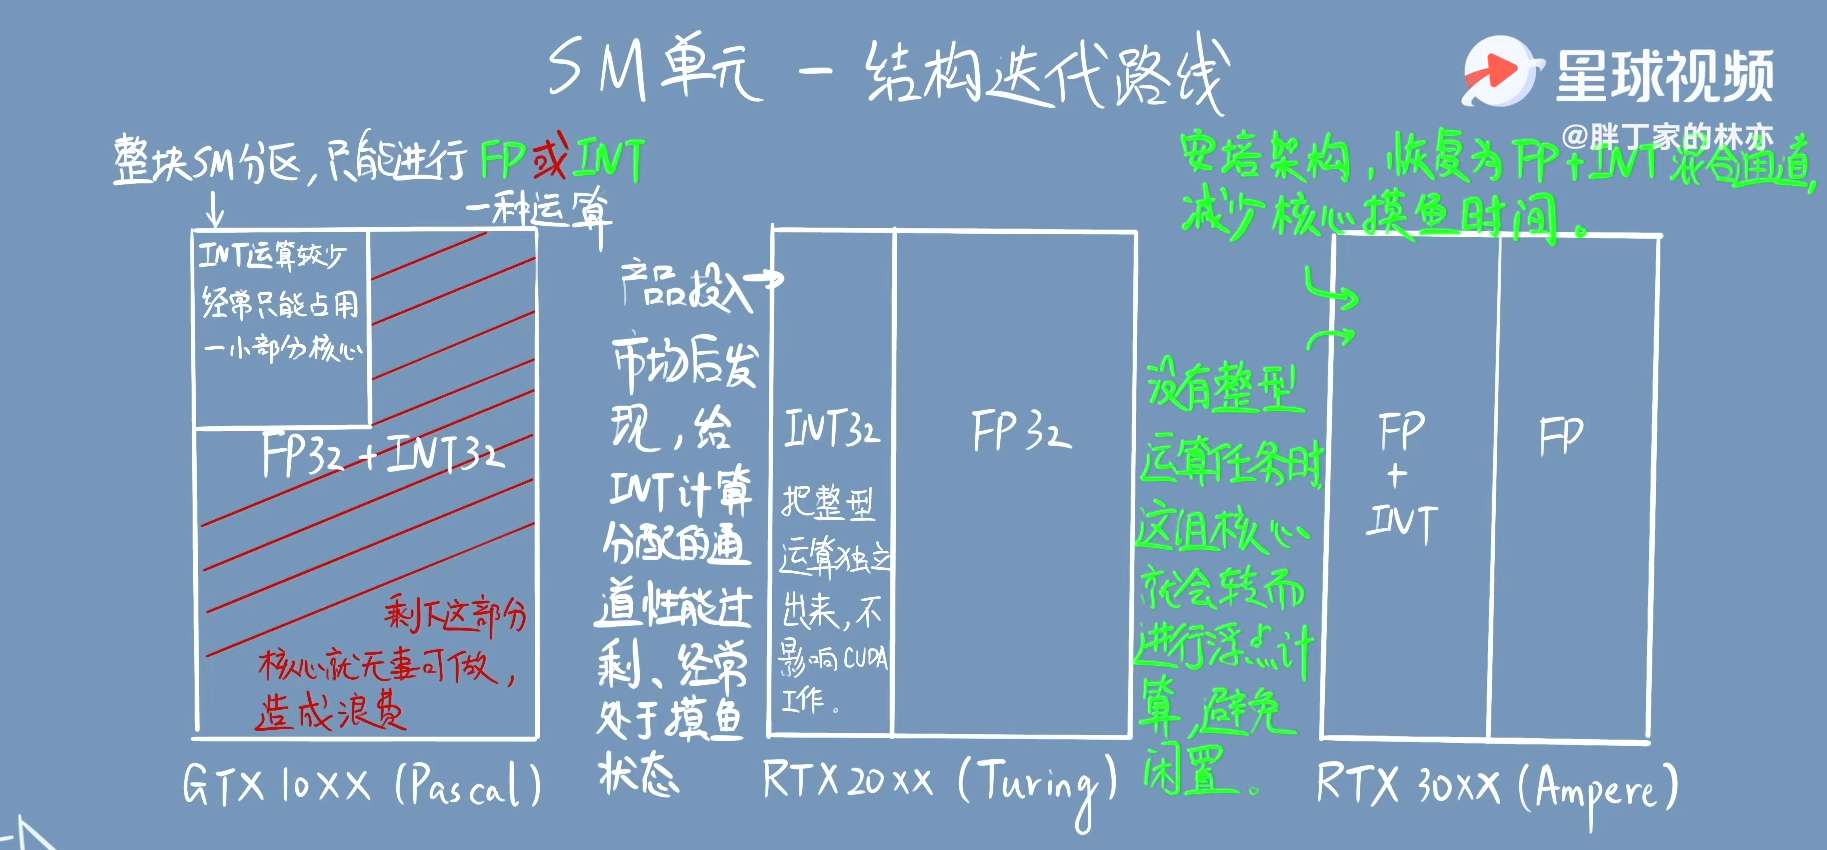 SM单元 - 结构迭代路线
星球视频
@胖丁家的林亦
整块SM分区,只能进行 FP或INT
一种运算
INT运算较少
经常只能占用
一小部分核心
FP32+INT32
剩下这部分
核心就无事可做,
造成浪费
GTX 10XX (Pascal)
产品投入
市场后发
现,给
INT计算
分配的通
道性能过
剩、经常
处于摸鱼
状态
INT32
把整型
运算独立
出来,不
影响CUDA
工作。
FP32
RTX 20XX (Turing)
安培架构,恢复为FP+INT混合通道,
减少核心摸鱼时间。
没有整型
运算任务时,
这组核心
就会转而
进行浮点计
算,避免
闲置。
FP
+
INT
FP
RTX 30XX (Ampere)